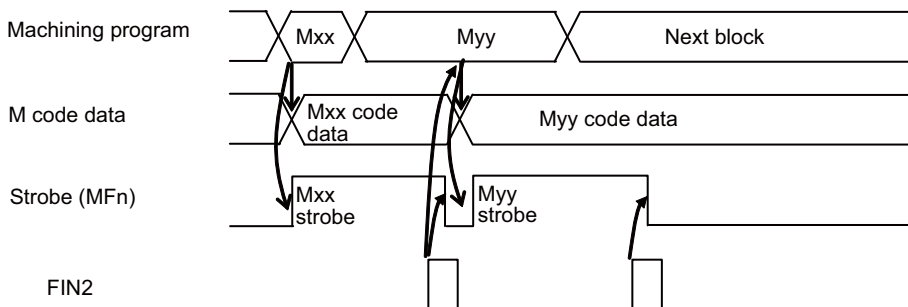 Machining program
Mxx
Myy
Next block
M code data
Mxx code
data
Myy code data
Strobe (MFn)
Mxx
strobe
Myy
strobe
FIN2